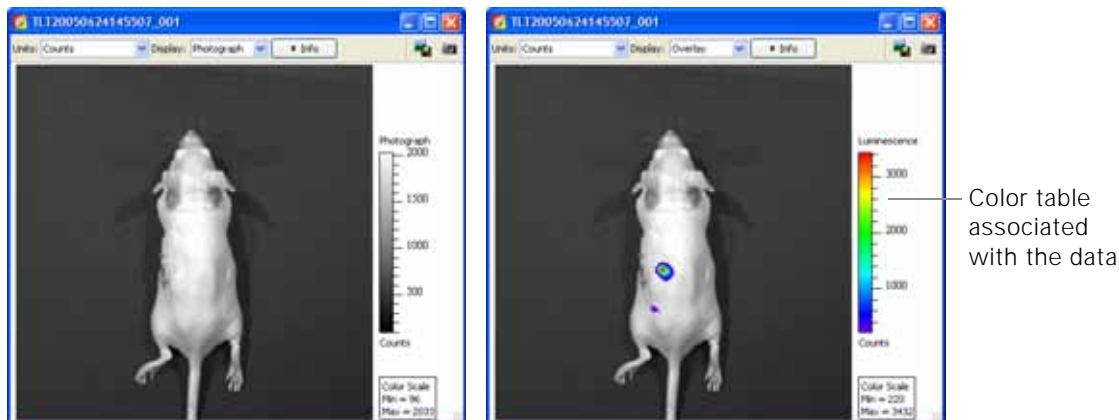 TLT20050624145507_001
Units: Counts Display: Photograph Info
Photograph
2000
1500
1000
500
Counts
Color Scale
Min = 96
Max = 2033
TLT20050624145507_001
Units: Counts Display: Overlay Info
Luminescence
3000
2000
1000
Counts
Color Scale
Min = 220
Max = 3432
Color table
associated
with the data